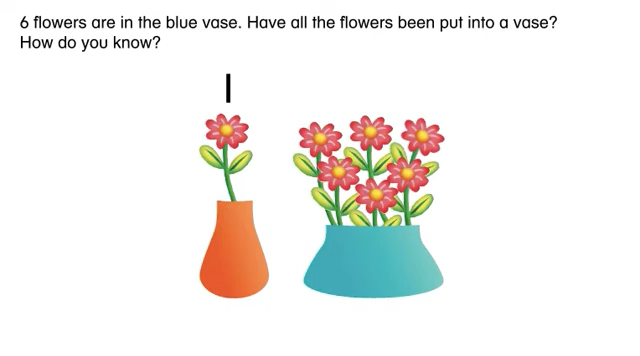 6 flowers are in the blue vase. Have all the flowers been put into a vase?
How do you know?
I